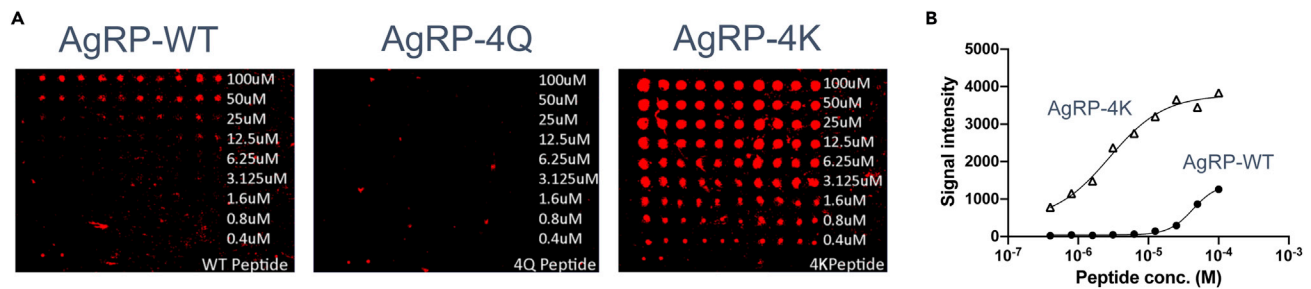 A
AgRP-WT
100uM
50uM
25uM
12.5uM
6.25uM
3.125uM
1.6uM
0.8uM
0.4uM
WT Peptide
AgRP-4Q
100uM
50uM
25uM
12.5uM
6.25uM
3.125uM
1.6uM
0.8uM
0.4uM
4Q Peptide
AgRP-4K
100uM
50uM
25uM
12.5uM
6.25uM
3.125uM
1.6uM
0.8uM
0.4uM
4KPeptide
B
Signal intensity
5000
4000
3000
2000
1000
0
AgRP-4K
AgRP-WT
10-7
10-6
10-5
10-4
10-3
Peptide conc. (M)